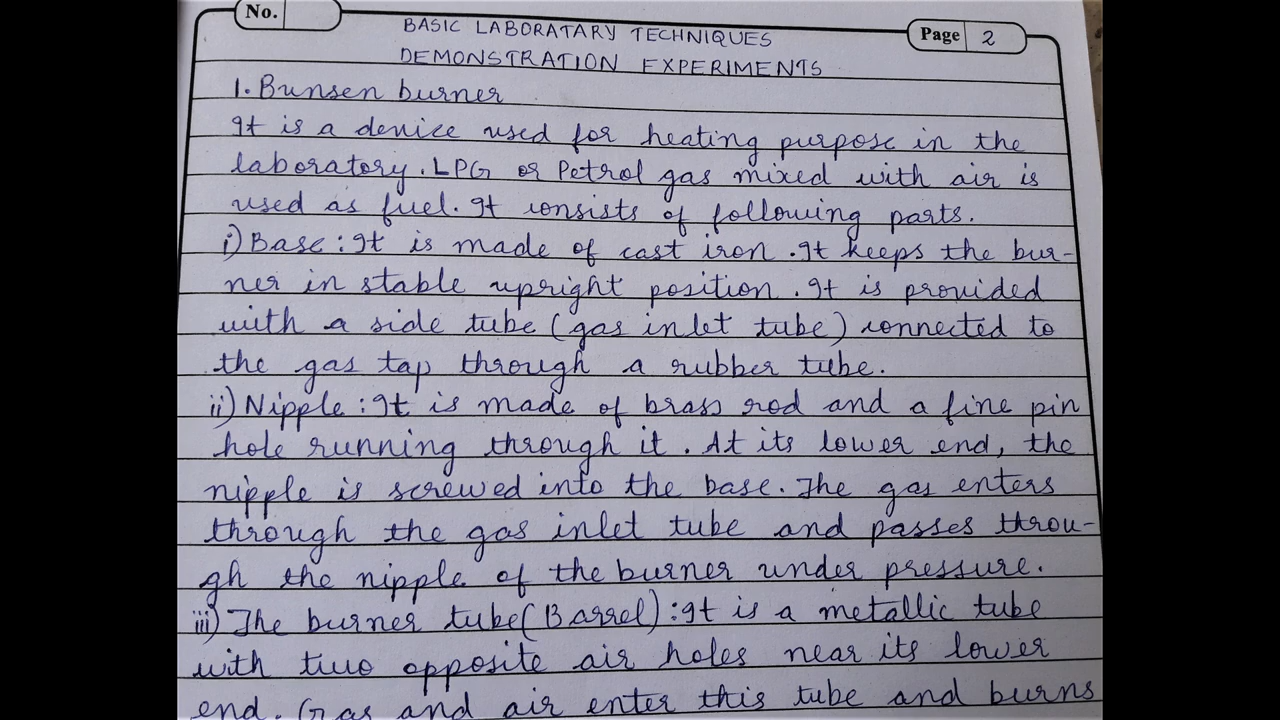 No.
BASIC LABORATARY TECHNIQUES
Page 2
DEMONSTRATION EXPERIMENTS
1. Bunsen burner
It is a device used for heating purpose in the
laboratory. LPG or Petrol gas mixed with air is
used as fuel. It consists of following parts.
i) Base : It is made of cast iron. It keeps the bur-
ner in stable upright position. It is provided
with a side tube (gas inlet tube) connected to
the gas tap through a rubber tube.
ii) Nipple : It is made of brass rod and a fine pin
hole running through it. At its lower end, the
nipple is screwed into the base. The gas enters
through the gas inlet tube and passes throu-
gh the nipple of the burner under pressure.
iii) The burner tube (Barrel) : It is a metallic tube
with two opposite air holes near its lower
end. Gas and air enter this tube and burns